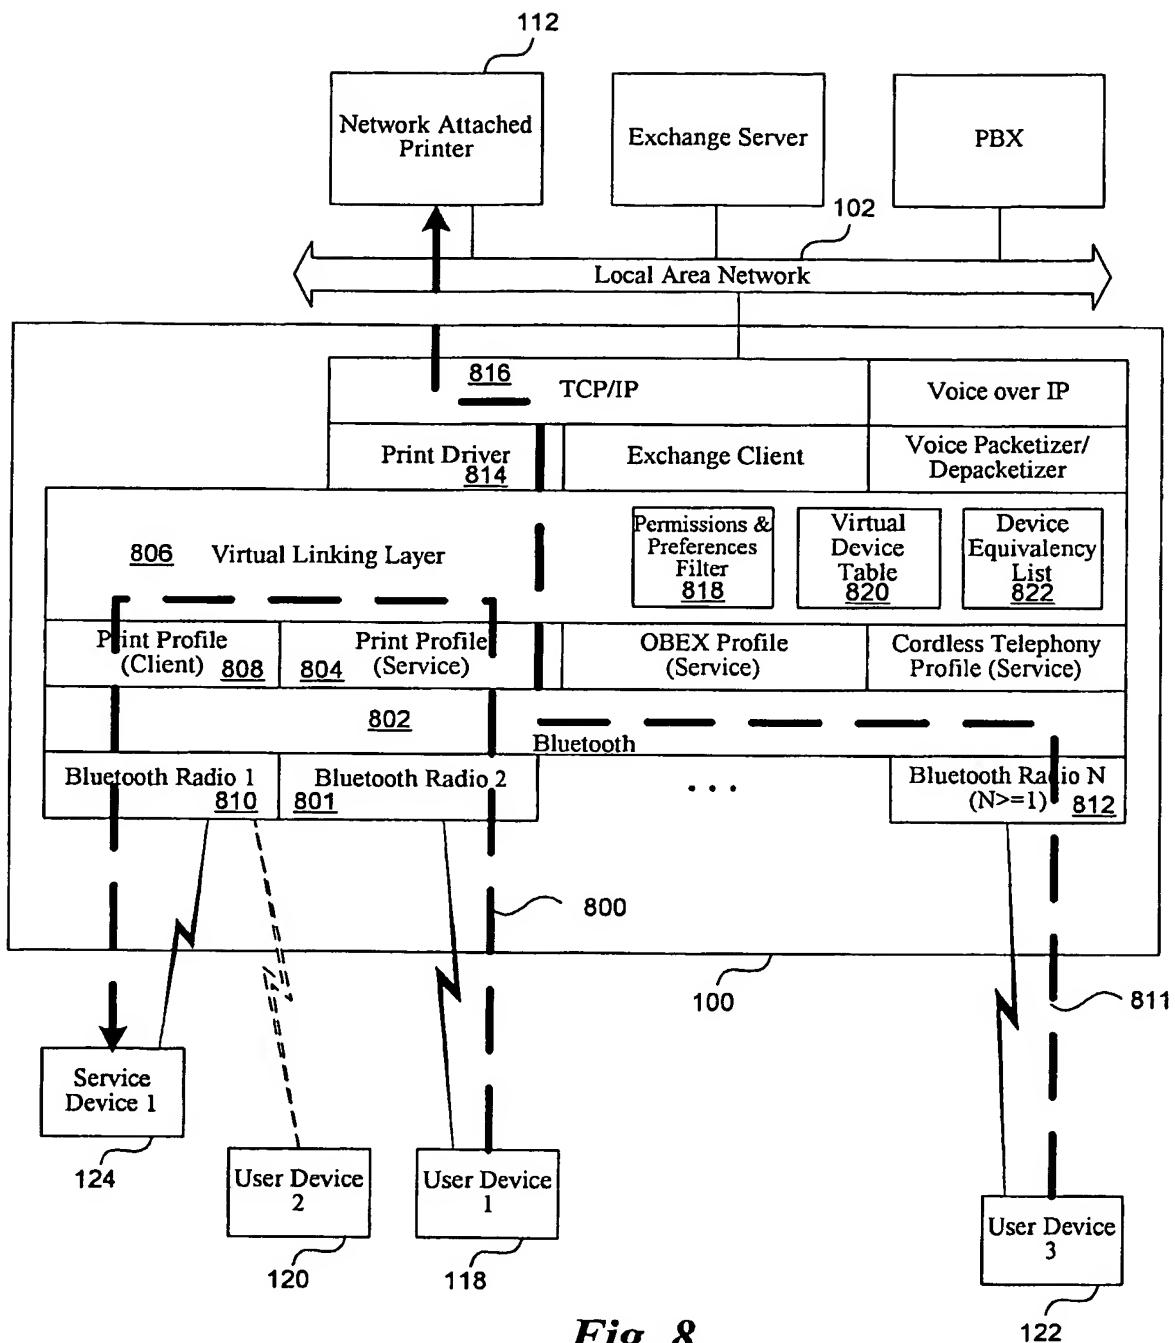 112
Network Attached
Printer
Exchange Server
PBX
102
Local Area Network
816
TCP/IP
Voice over IP
Print Driver
814
Exchange Client
Voice Packetizer/
Depacketizer
806
Virtual Linking Layer
Permissions &
Preferences
Filter
818
Virtual
Device
Table
820
Device
Equivalency
List
822
Print Profile
(Client)
808
804
Print Profile
(Service)
OBEX Profile
(Service)
Cordless Telephony
Profile (Service)
802
Bluetooth
Bluetooth Radio 1
810
Bluetooth Radio 2
801
. . .
Bluetooth Radio N
(N>=1)
812
800
100
811
Service
Device 1
124
User Device
2
120
User Device
1
118
User Device
3
122
Fig. 8